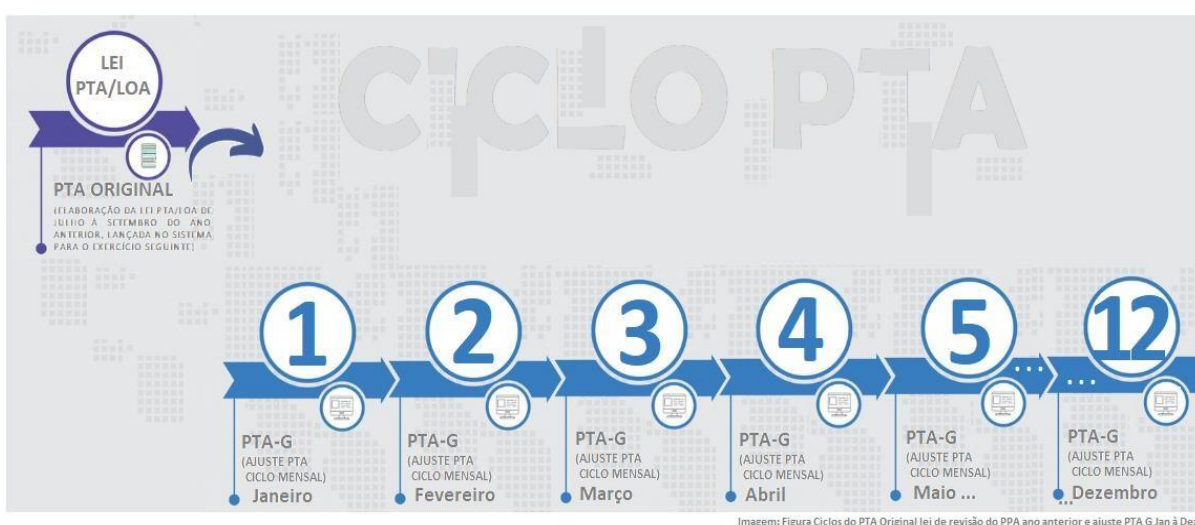 CICLO PTA
LEI
PTA/LOA
PTA ORIGINAL
(ELABORAÇÃO DA LEI PTA/LOA DE
JULHO À SETEMBRO DO ANO
ANTERIOR, LANÇADA NO SISTEMA
PARA O EXERCÍCIO SEGUINTE)
1
PTA-G
(AJUSTE PTA
CICLO MENSAL)
Janeiro
2
PTA-G
(AJUSTE PTA
CICLO MENSAL)
Fevereiro
3
PTA-G
(AJUSTE PTA
CICLO MENSAL)
Março
4
PTA-G
(AJUSTE PTA
CICLO MENSAL)
Abril
5
...
PTA-G
(AJUSTE PTA
CICLO MENSAL)
Maio ...
12
...
PTA-G
(AJUSTE PTA
CICLO MENSAL)
...Dezembro
Imagem: Figura Ciclos do PTA Original lei de revisão do PPA ano anterior e ajuste PTA G Jan à De